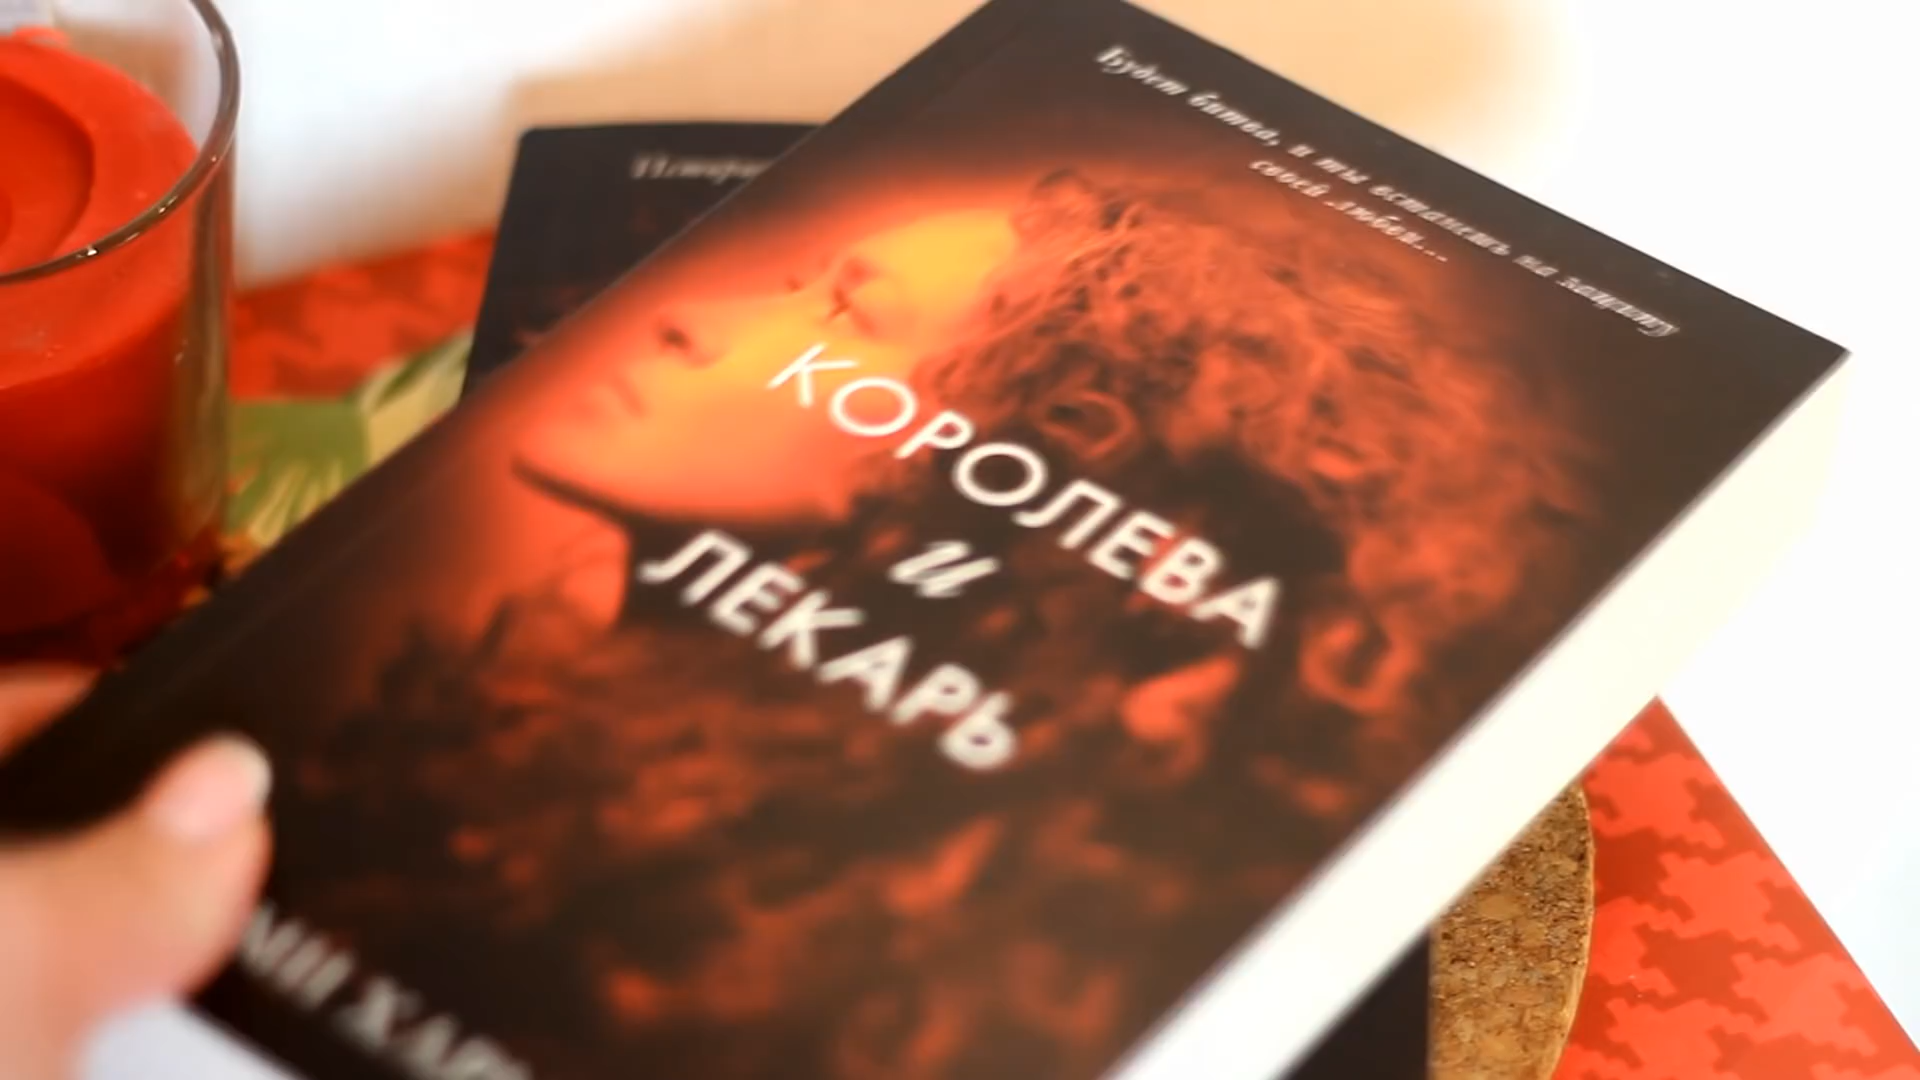 Будет битва, и ты встанешь на защиту
своей любви...
КОРОЛЕВА
и
ЛЕКАРЬ